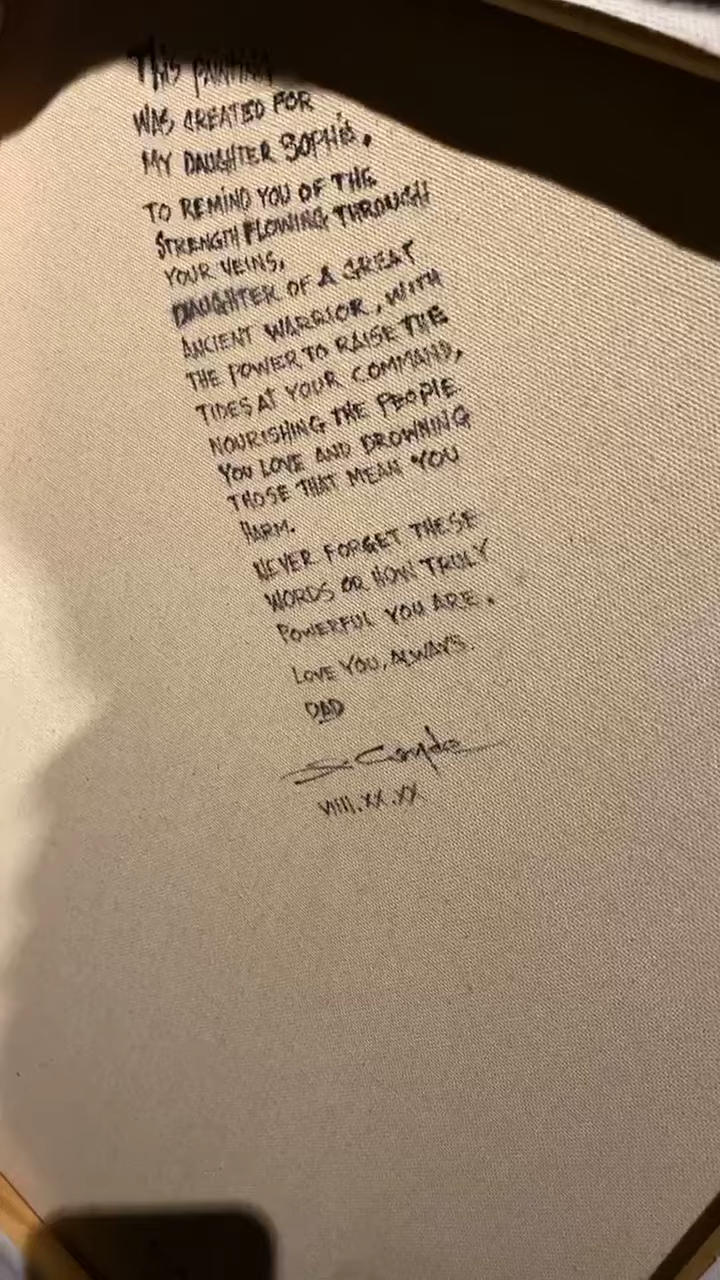 This PAINTING
WAS CREATED FOR
MY DAUGHTER SOPHIE.
TO REMIND YOU OF THE
STRENGTH FLOWING THROUGH
YOUR VEINS,
DAUGHTER OF A GREAT
ANCIENT WARRIOR, WITH
THE POWER TO RAISE THE
TIDES AT YOUR COMMAND,
NOURISHING THE PEOPLE
YOU LOVE AND DROWNING
THOSE THAT MEAN YOU
HARM.
NEVER FORGET THESE
WORDS OR HOW TRULY
POWERFUL YOU ARE.
LOVE YOU, ALWAYS.
DAD
VIIII.XX.XX